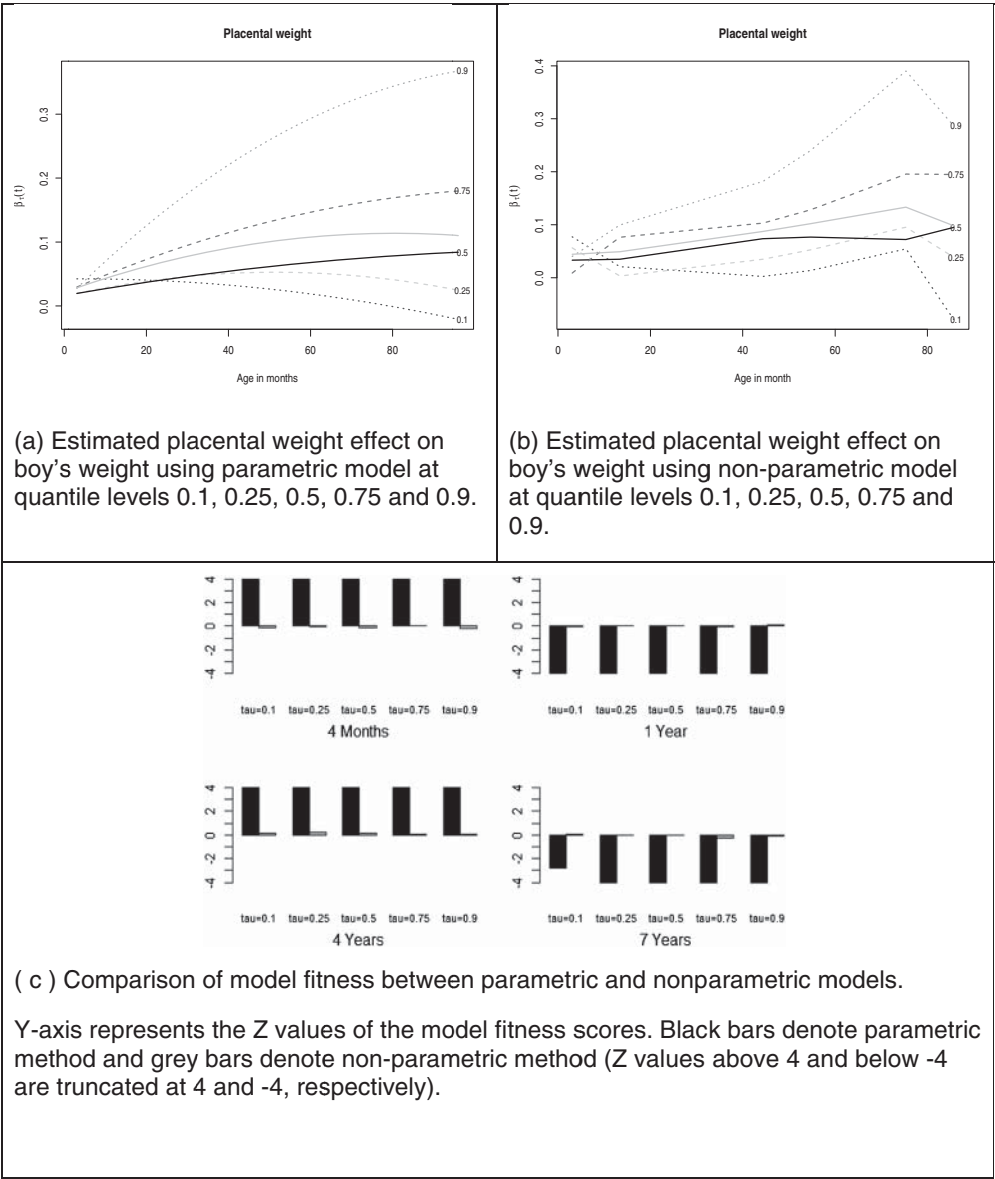 Placental weight
0.3
0.2
0.1
0.0
β τ(t)
0.9
0.75
0.5
0.25
0.1
0 20 40 60 80
Age in months
(a) Estimated placental weight effect on
boy's weight using parametric model at
quantile levels 0.1, 0.25, 0.5, 0.75 and 0.9.
Placental weight
0.4
0.3
0.2
0.1
0.0
β τ(t)
0.9
0.75
0.5
0.25
0.1
0 20 40 60 80
Age in month
(b) Estimated placental weight effect on
boy's weight using non-parametric model
at quantile levels 0.1, 0.25, 0.5, 0.75 and
0.9.
4
2
0
-2
-4
tau=0.1 tau=0.25 tau=0.5 tau=0.75 tau=0.9
4 Months
4
2
0
-2
-4
tau=0.1 tau=0.25 tau=0.5 tau=0.75 tau=0.9
1 Year
4
2
0
-2
-4
tau=0.1 tau=0.25 tau=0.5 tau=0.75 tau=0.9
4 Years
4
2
0
-2
-4
tau=0.1 tau=0.25 tau=0.5 tau=0.75 tau=0.9
7 Years
( c ) Comparison of model fitness between parametric and nonparametric models.
Y-axis represents the Z values of the model fitness scores. Black bars denote parametric
method and grey bars denote non-parametric method (Z values above 4 and below -4
are truncated at 4 and -4, respectively).